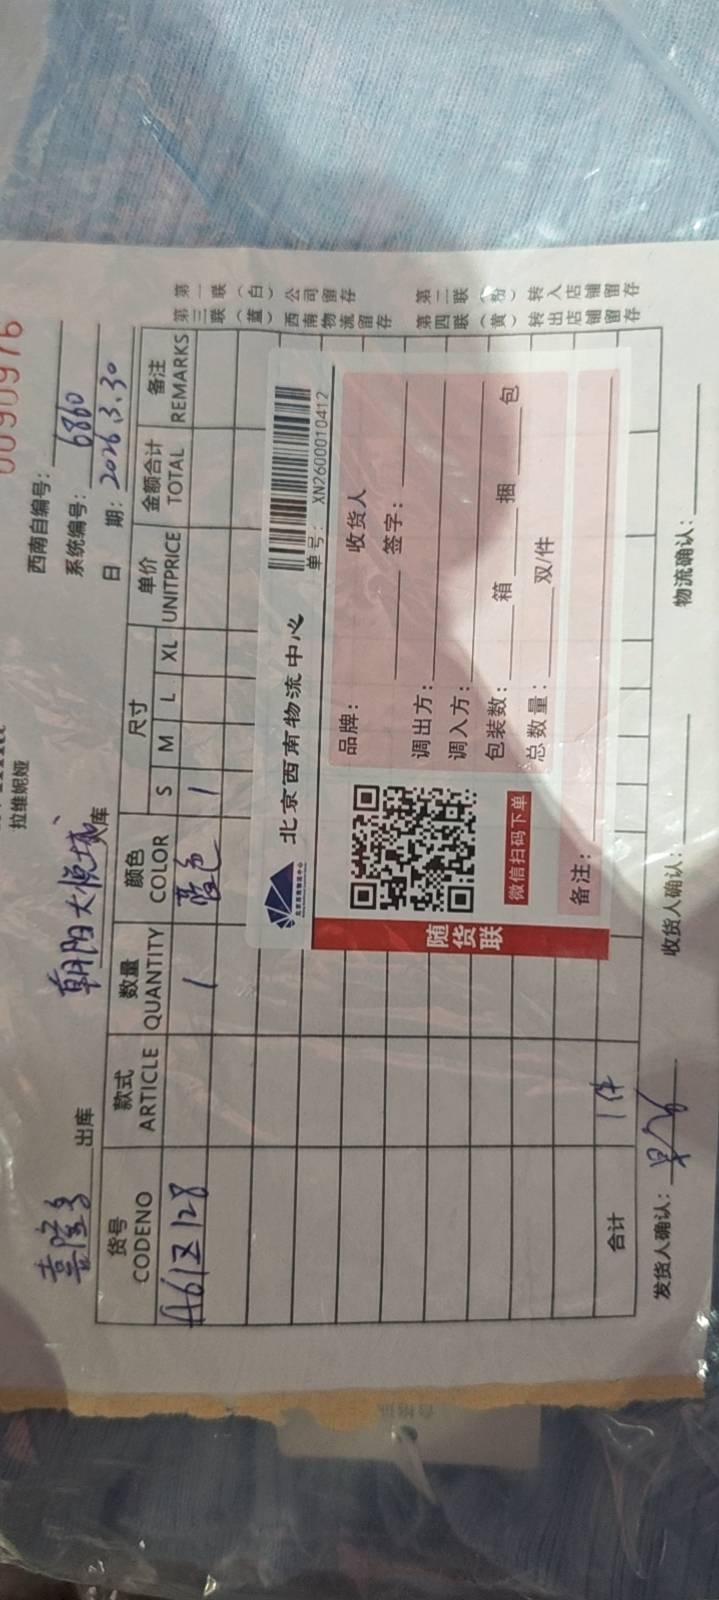 拉维妮娅
0090976
西南自编号：
系统编号：6860
日 期：2026.3.30
喜隆多 出库 朝阳大悦城 库
货号 款式 数量 颜色 尺寸 单价 金额合计 备注
CODENO ARTICLE QUANTITY COLOR S M L XL UNITPRICE TOTAL REMARKS
A61Z128 1 蓝色 1
合计 1件
发货人确认： 收货人确认： 物流确认：
第一联（白）公司留存
第三联（蓝）西南物流留存
第二联（粉）转入店铺留存
第四联（黄）转出店铺留存
北京西南物流中心
单号： XN2600010412
随货联
微信扫码下单
品牌： 收货人
签字：
调出方：
调入方：
包装数： 箱 捆 包
总数量： 双/件
备注：